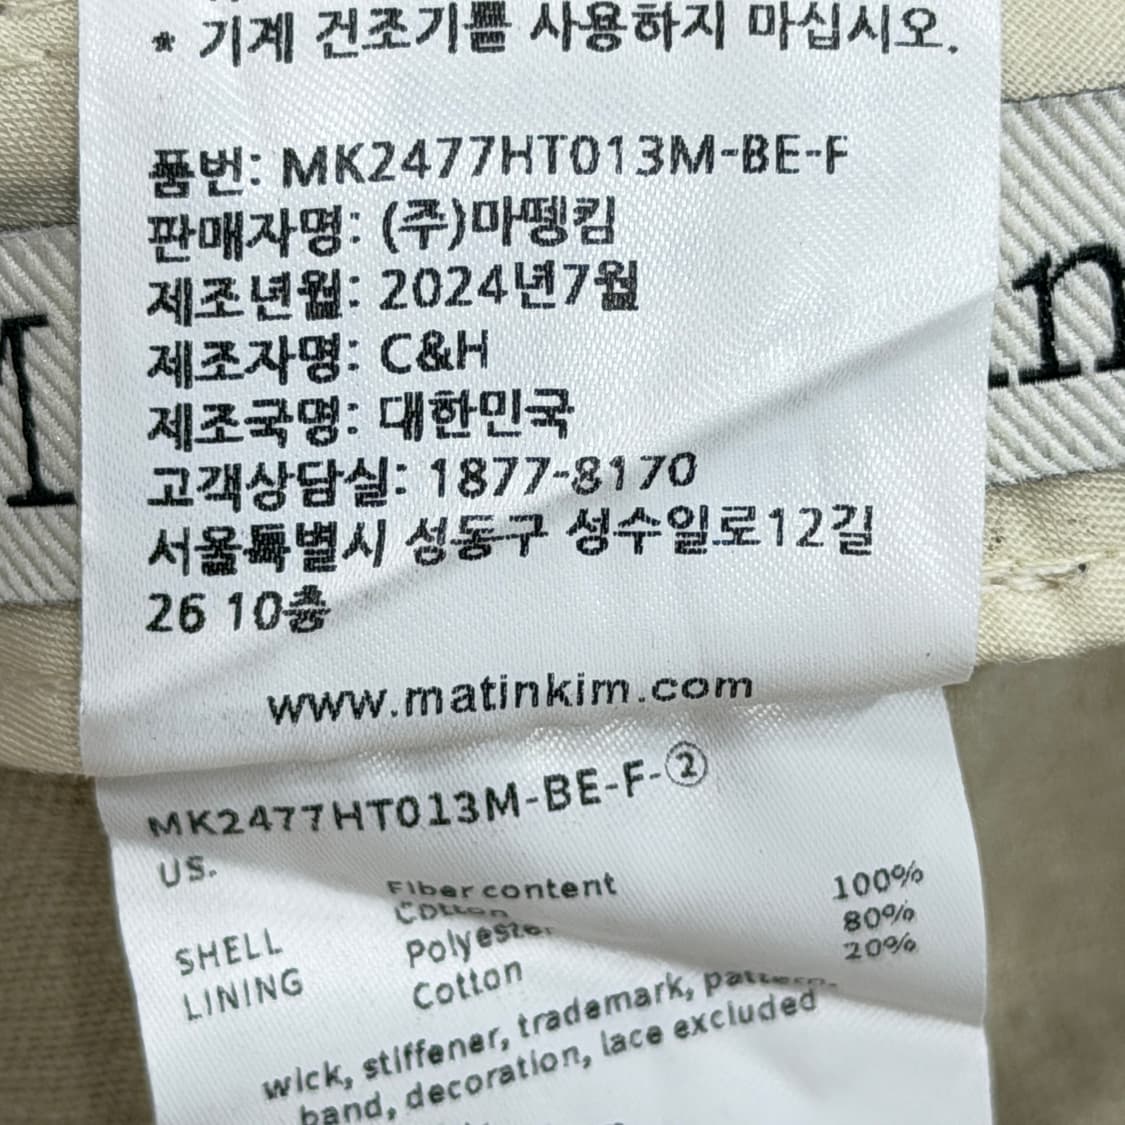 * 기계 건조기를 사용하지 마십시오.
품번: MK2477HT013M-BE-F
판매자명: (주)마뗑킴
제조년월: 2024년7월
제조자명: C&H
제조국명: 대한민국
고객상담실: 1877-8170
서울특별시 성동구 성수일로12길
26 10층
www.matinkim.com
MK2477HT013M-BE-F-②
US.
Fiber content
SHELL Cotton 100%
LINING Polyester 80%
Cotton 20%
wick, stiffener, trademark, pattern,
band, decoration, lace excluded
M
n